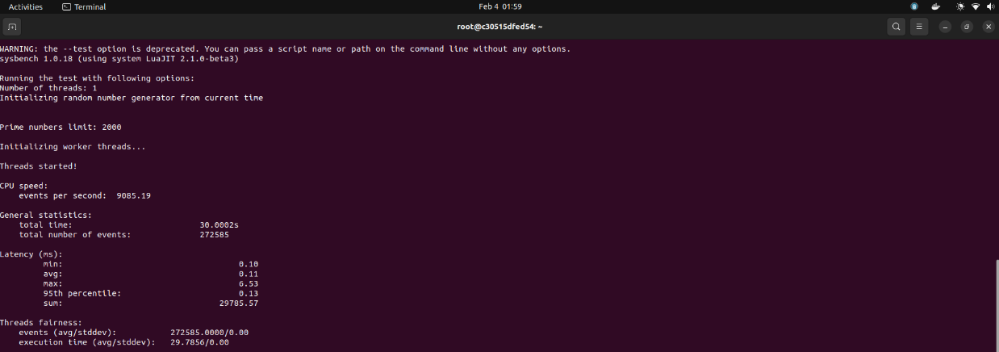 Activities Terminal Feb 4 01:59
root@c30515dfed54: ~
WARNING: the --test option is deprecated. You can pass a script name or path on the command line without any options.
sysbench 1.0.18 (using system LuaJIT 2.1.0-beta3)
Running the test with following options:
Number of threads: 1
Initializing random number generator from current time
Prime numbers limit: 2000
Initializing worker threads...
Threads started!
CPU speed:
events per second: 9085.19
General statistics:
total time: 30.0002s
total number of events: 272585
Latency (ms):
min: 0.10
avg: 0.11
max: 6.53
95th percentile: 0.13
sum: 29785.57
Threads fairness:
events (avg/stddev): 272585.0000/0.00
execution time (avg/stddev): 29.7856/0.00